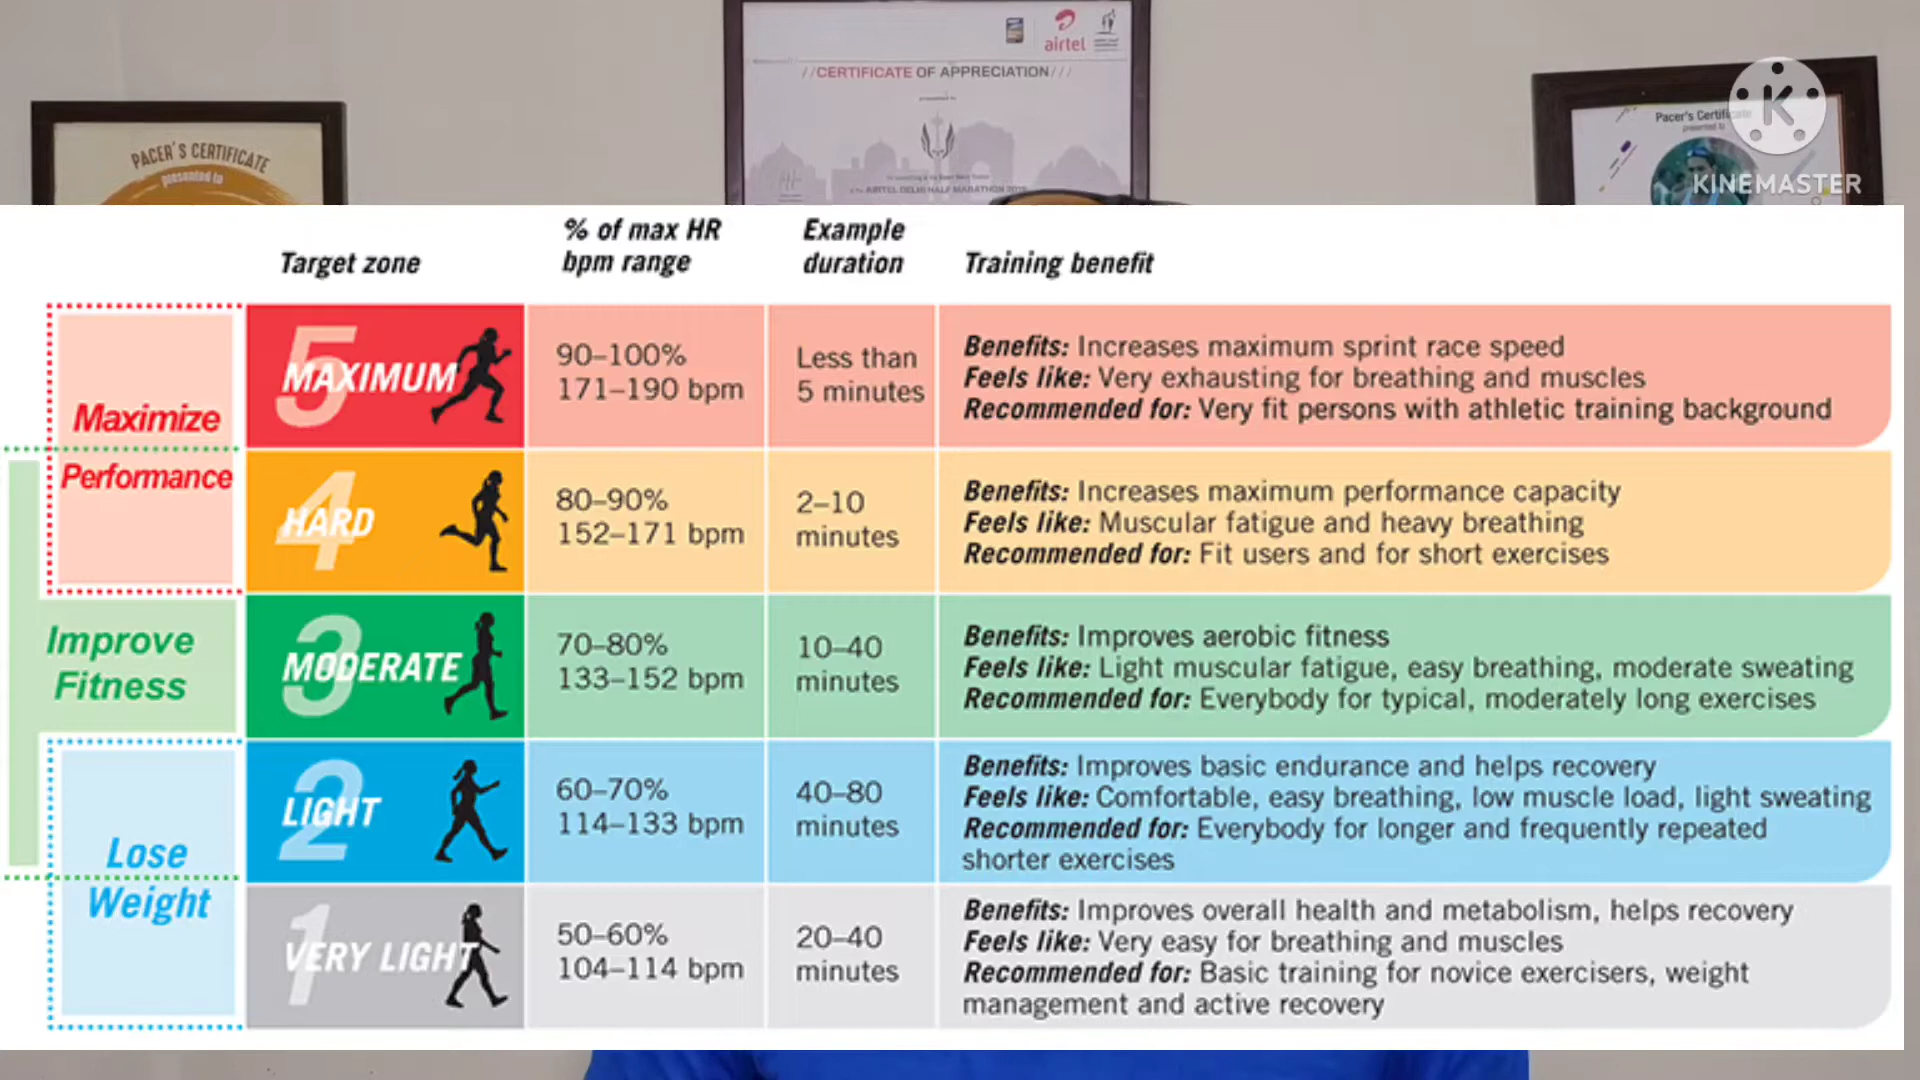 airtel
//CERTIFICATE OF APPRECIATION///
presented to
AIRTEL DELHI HALF MARATHON
PACER'S CERTIFICATE
presented to
Pacer's Certificate
presented to
K
KINEMASTER
Target zone
% of max HR
bpm range
Example
duration
Training benefit
Maximize
Performance
Improve
Fitness
Lose
Weight
5
MAXIMUM
90–100%
171–190 bpm
Less than
5 minutes
Benefits: Increases maximum sprint race speed
Feels like: Very exhausting for breathing and muscles
Recommended for: Very fit persons with athletic training background
4
HARD
80–90%
152–171 bpm
2–10
minutes
Benefits: Increases maximum performance capacity
Feels like: Muscular fatigue and heavy breathing
Recommended for: Fit users and for short exercises
3
MODERATE
70–80%
133–152 bpm
10–40
minutes
Benefits: Improves aerobic fitness
Feels like: Light muscular fatigue, easy breathing, moderate sweating
Recommended for: Everybody for typical, moderately long exercises
2
LIGHT
60–70%
114–133 bpm
40–80
minutes
Benefits: Improves basic endurance and helps recovery
Feels like: Comfortable, easy breathing, low muscle load, light sweating
Recommended for: Everybody for longer and frequently repeated
shorter exercises
1
VERY LIGHT
50–60%
104–114 bpm
20–40
minutes
Benefits: Improves overall health and metabolism, helps recovery
Feels like: Very easy for breathing and muscles
Recommended for: Basic training for novice exercisers, weight
management and active recovery